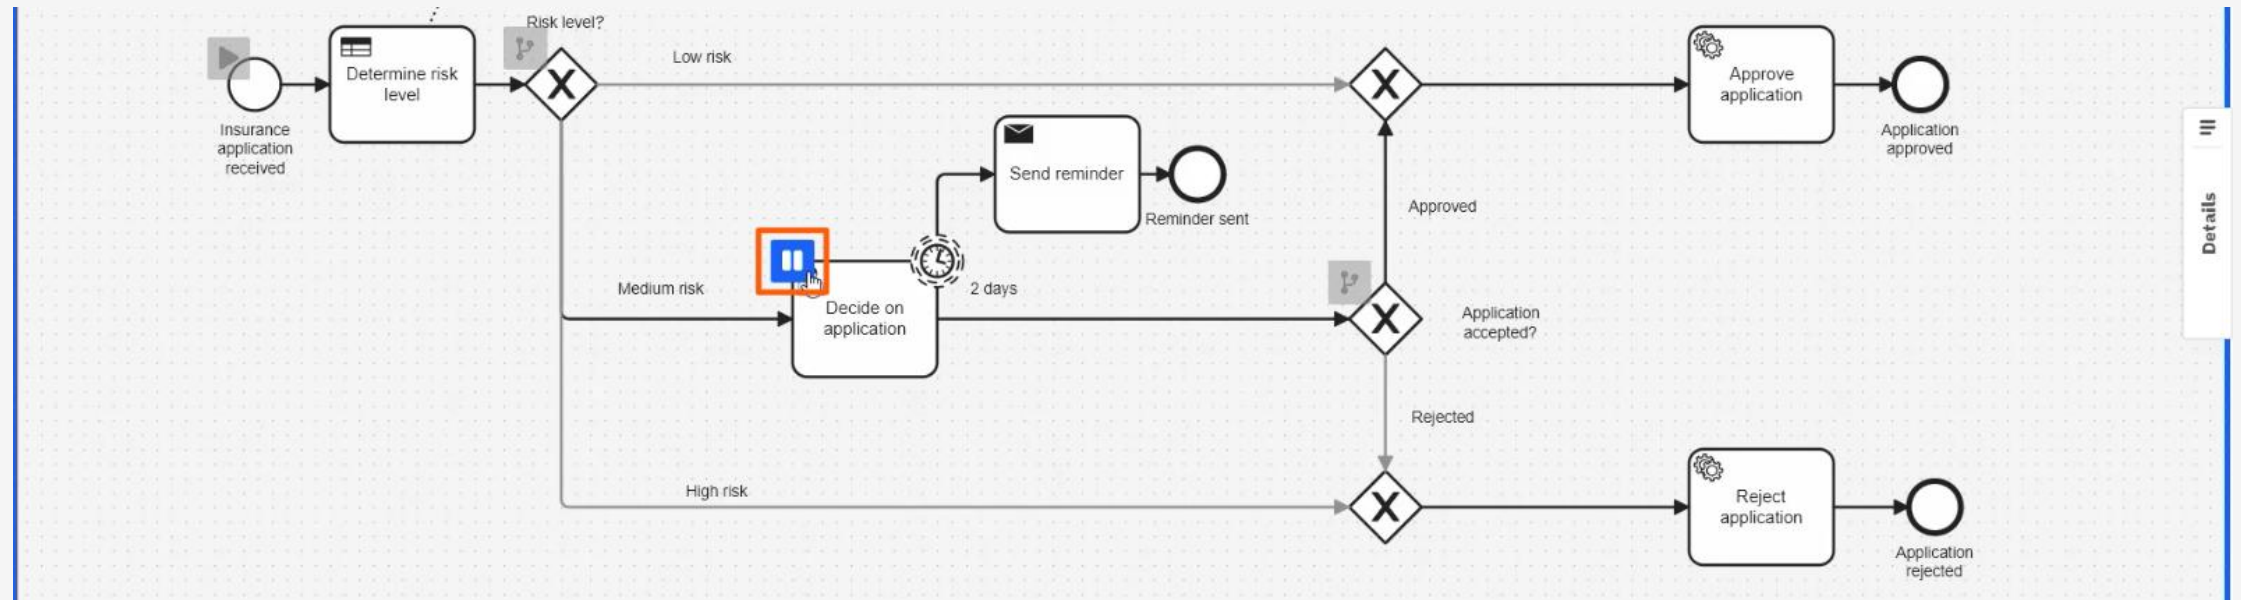 Risk level?
Low risk
Determine risk
level
Approve
application
Insurance
application
received
Application
approved
Send reminder
Reminder sent
Approved
Details
Medium risk
2 days
Decide on
application
Application
accepted?
Rejected
High risk
Reject
application
Application
rejected